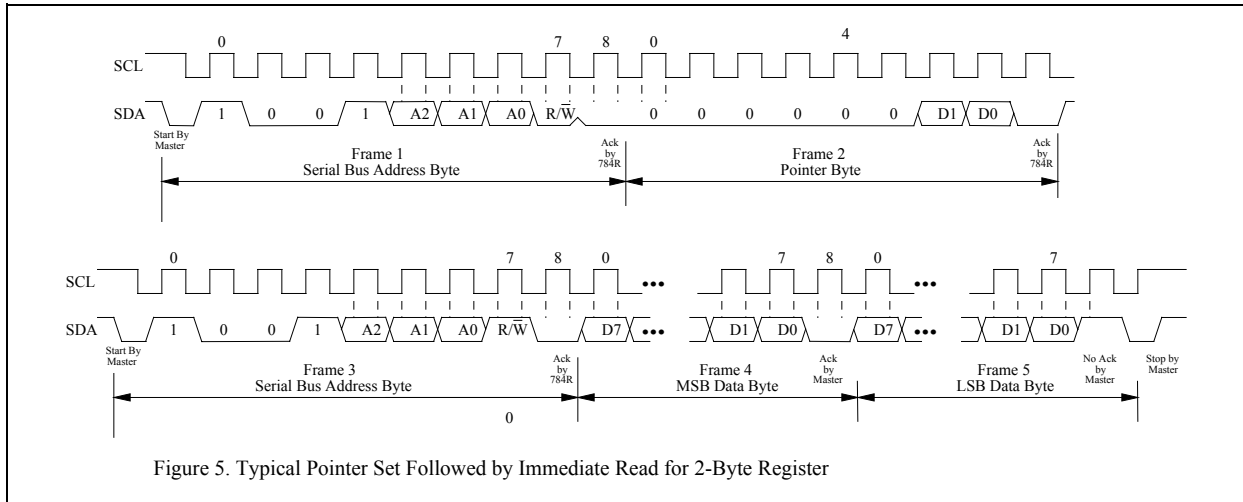 0 7 8 0 4
SCL
SDA 1 0 0 1 A2 A1 A0 R/W̅ 0 0 0 0 0 0 D1 D0
Start By
Master
Ack
by
784R
Ack
by
784R
Frame 1
Serial Bus Address Byte
Frame 2
Pointer Byte
0 7 8 0 7 8 0 7
SCL
••• •••
SDA 1 0 0 1 A2 A1 A0 R/W̅ D7 ••• D1 D0 D7 ••• D1 D0
Start By
Master
Ack
by
784R
Ack by
Master
No Ack
by
Master
Stop by
Master
Frame 3
Serial Bus Address Byte
Frame 4
MSB Data Byte
Frame 5
LSB Data Byte
0
Figure 5. Typical Pointer Set Followed by Immediate Read for 2-Byte Register